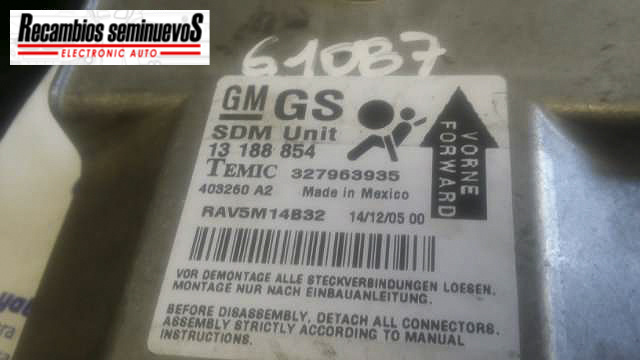 Recambios seminuevoS
ELECTRONIC AUTO
61087
GM GS
SDM Unit
13 188 854
TEMIC 327963935
403260 A2 Made in Mexico
RAV5M14B32 14/12/05 00
VORNE
FORWARD
VOR DEMONTAGE ALLE STECKVERBINDUNGEN LOESEN.
MONTAGE NUR NACH EINBAUANLEITUNG.
BEFORE DISASSEMBLY, DETACH ALL CONNECTORS.
ASSEMBLY STRICTLY ACCORDING TO MANUAL
INSTRUCTIONS.